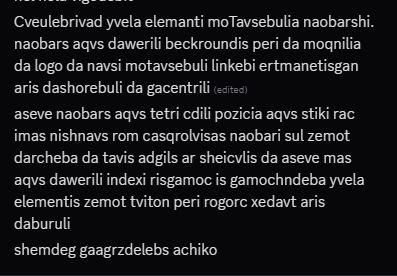 Cveulebrivad yvela elemanti moTavsebulia naobarshi.
naobars aqvs dawerili beckroundis peri da moqnilia
da logo da navsi motavsebuli linkebi ertmanetisgan
aris dashorebuli da gacentrili (edited)
aseve naobars aqvs tetri cdili pozicia aqvs stiki rac
imas nishnavs rom casqrolvisas naobari sul zemot
darcheba da tavis adgils ar sheicvlis da aseve mas
aqvs dawerili indexi risgamoc is gamochndeba yvela
elementis zemot tviton peri rogorc xedavt aris
daburuli
shemdeg gaagrzdelebs achiko